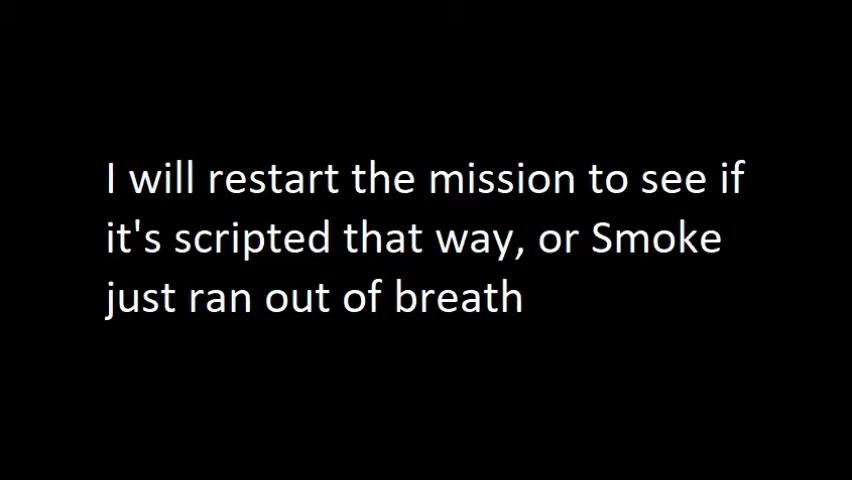 I will restart the mission to see if
it's scripted that way, or Smoke
just ran out of breath